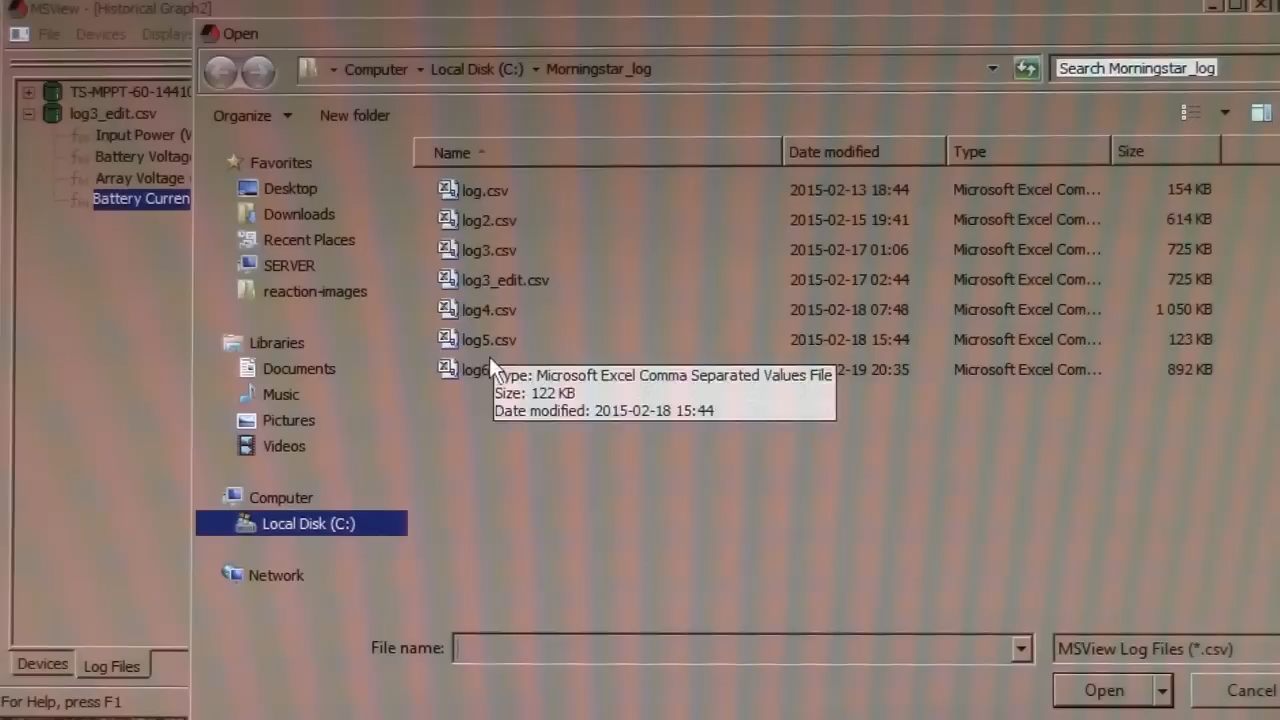 MSView - [Historical Graph2]
File Devices Displays
Open
Computer Local Disk (C:) Morningstar_log
Search Morningstar_log
Organize New folder
TS-MPPT-60-14410
log3_edit.csv
Input Power (W
Battery Voltage
Array Voltage
Battery Curren
Favorites
Desktop
Downloads
Recent Places
SERVER
reaction-images
Libraries
Documents
Music
Pictures
Videos
Computer
Local Disk (C:)
Network
Name Date modified Type Size
log.csv 2015-02-13 18:44 Microsoft Excel Com... 154 KB
log2.csv 2015-02-15 19:41 Microsoft Excel Com... 614 KB
log3.csv 2015-02-17 01:06 Microsoft Excel Com... 725 KB
log3_edit.csv 2015-02-17 02:44 Microsoft Excel Com... 725 KB
log4.csv 2015-02-18 07:48 Microsoft Excel Com... 1 050 KB
log5.csv 2015-02-18 15:44 Microsoft Excel Com... 123 KB
log6 -02-19 20:35 Microsoft Excel Com... 892 KB
Type: Microsoft Excel Comma Separated Values File
Size: 122 KB
Date modified: 2015-02-18 15:44
File name:
MSView Log Files (*.csv)
Open Cancel
Devices Log Files
For Help, press F1